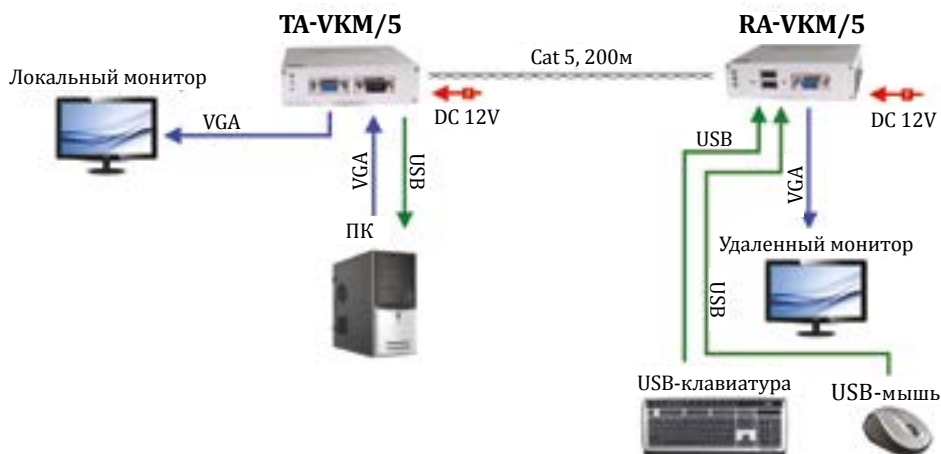 TA-VKM/5
RA-VKM/5
Cat 5, 200м
Локальный монитор
VGA
DC 12V
DC 12V
VGA
USB
USB
VGA
ПК
Удаленный монитор
USB
USB-клавиатура
USB-мышь